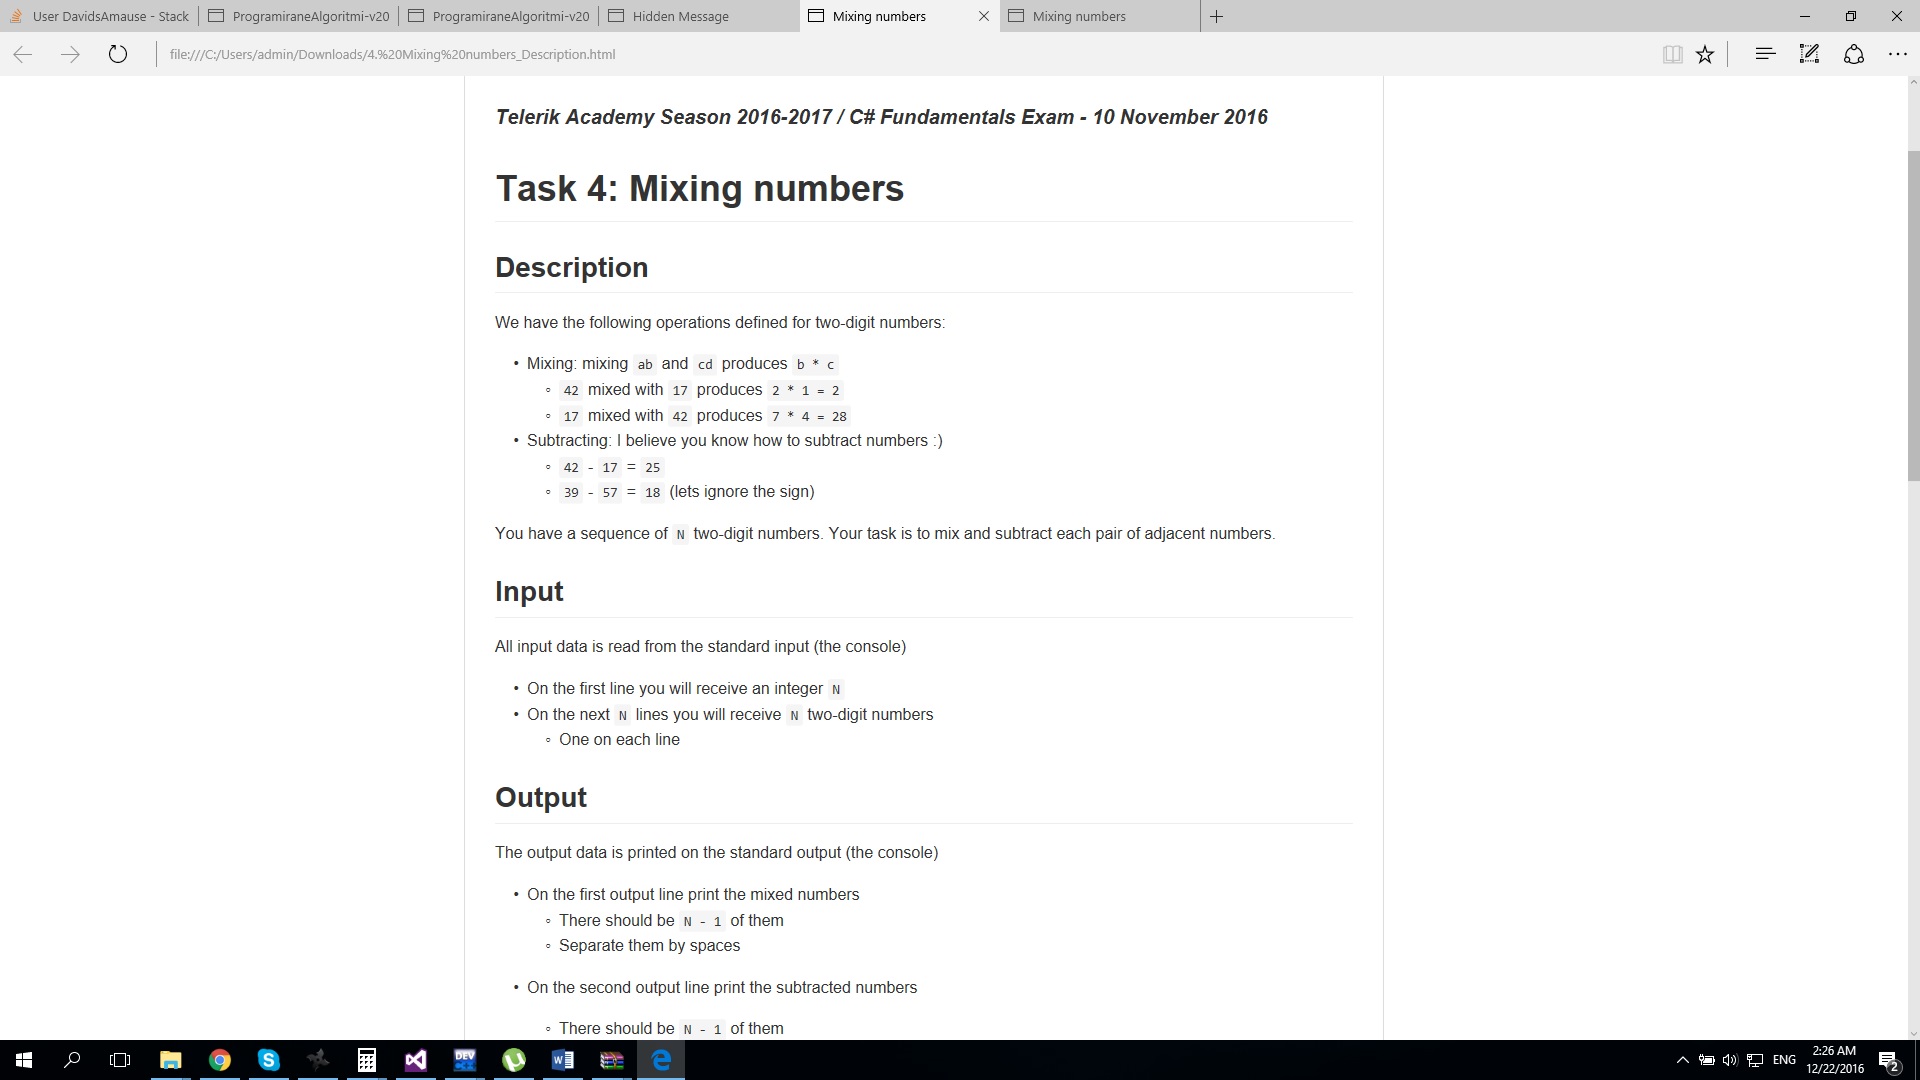 User DavidsAmause - Stack
ProgramiraneAlgoritmi-v20
ProgramiraneAlgoritmi-v20
Hidden Message
Mixing numbers
Mixing numbers
file:///C:/Users/admin/Downloads/4.%20Mixing%20numbers_Description.html
Telerik Academy Season 2016-2017 / C# Fundamentals Exam - 10 November 2016
Task 4: Mixing numbers
Description
We have the following operations defined for two-digit numbers:
• Mixing: mixing ab and cd produces b * c
◦ 42 mixed with 17 produces 2 * 1 = 2
◦ 17 mixed with 42 produces 7 * 4 = 28
• Subtracting: I believe you know how to subtract numbers :)
◦ 42 - 17 = 25
◦ 39 - 57 = 18 (lets ignore the sign)
You have a sequence of N two-digit numbers. Your task is to mix and subtract each pair of adjacent numbers.
Input
All input data is read from the standard input (the console)
• On the first line you will receive an integer N
• On the next N lines you will receive N two-digit numbers
◦ One on each line
Output
The output data is printed on the standard output (the console)
• On the first output line print the mixed numbers
◦ There should be N - 1 of them
◦ Separate them by spaces
• On the second output line print the subtracted numbers
◦ There should be N - 1 of them
DEV
C++
ENG
2:26 AM
12/22/2016
2